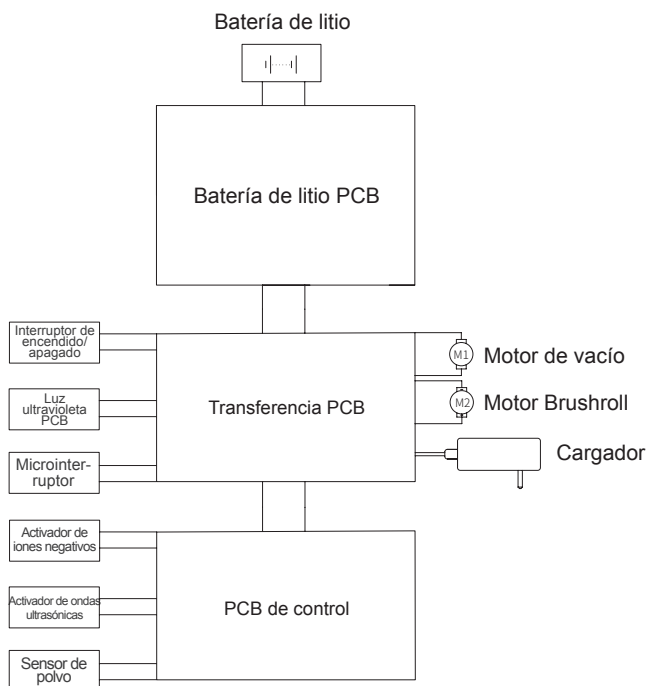 Batería de litio
Batería de litio PCB
Interruptor de
encendido/
apagado
M1
Motor de vacío
Luz
ultravioleta
PCB
Transferencia PCB
M2
Motor Brushroll
Microinter-
ruptor
Cargador
Activador de
iones negativos
Activador de ondas
ultrasónicas
PCB de control
Sensor de
polvo